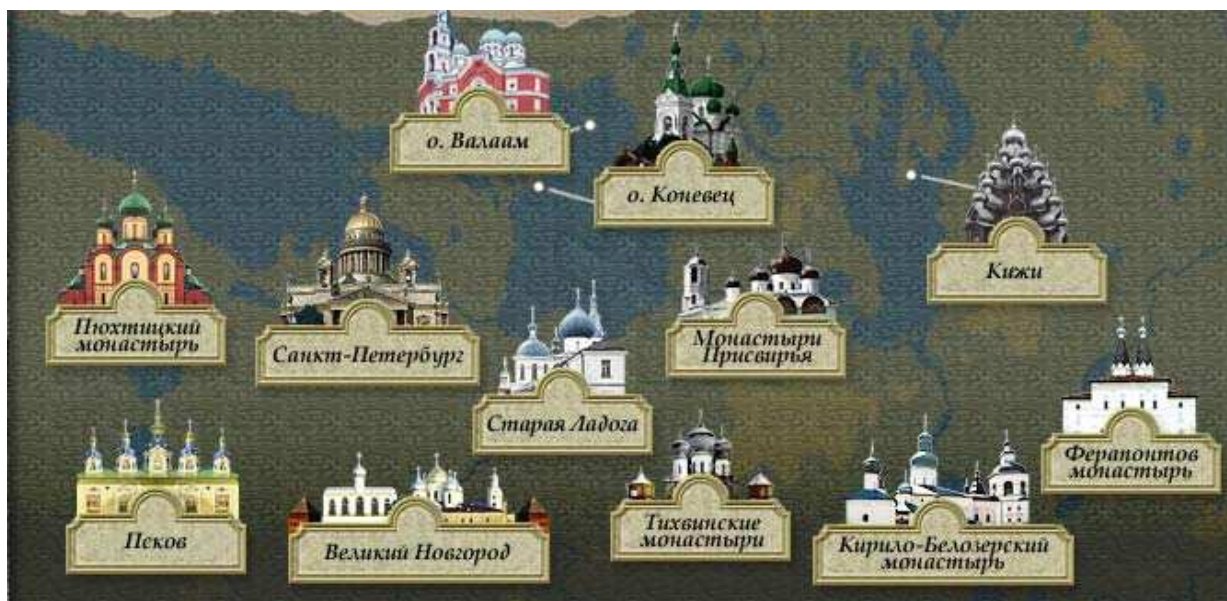 о. Валаам
о. Коневец
Кижи
Пюхтицкий
монастырь
Санкт-Петербург
Монастыри
Присвирья
Старая Ладога
Ферапонтов
монастырь
Псков
Великий Новгород
Тихвинские
монастыри
Кирило-Белозерский
монастырь